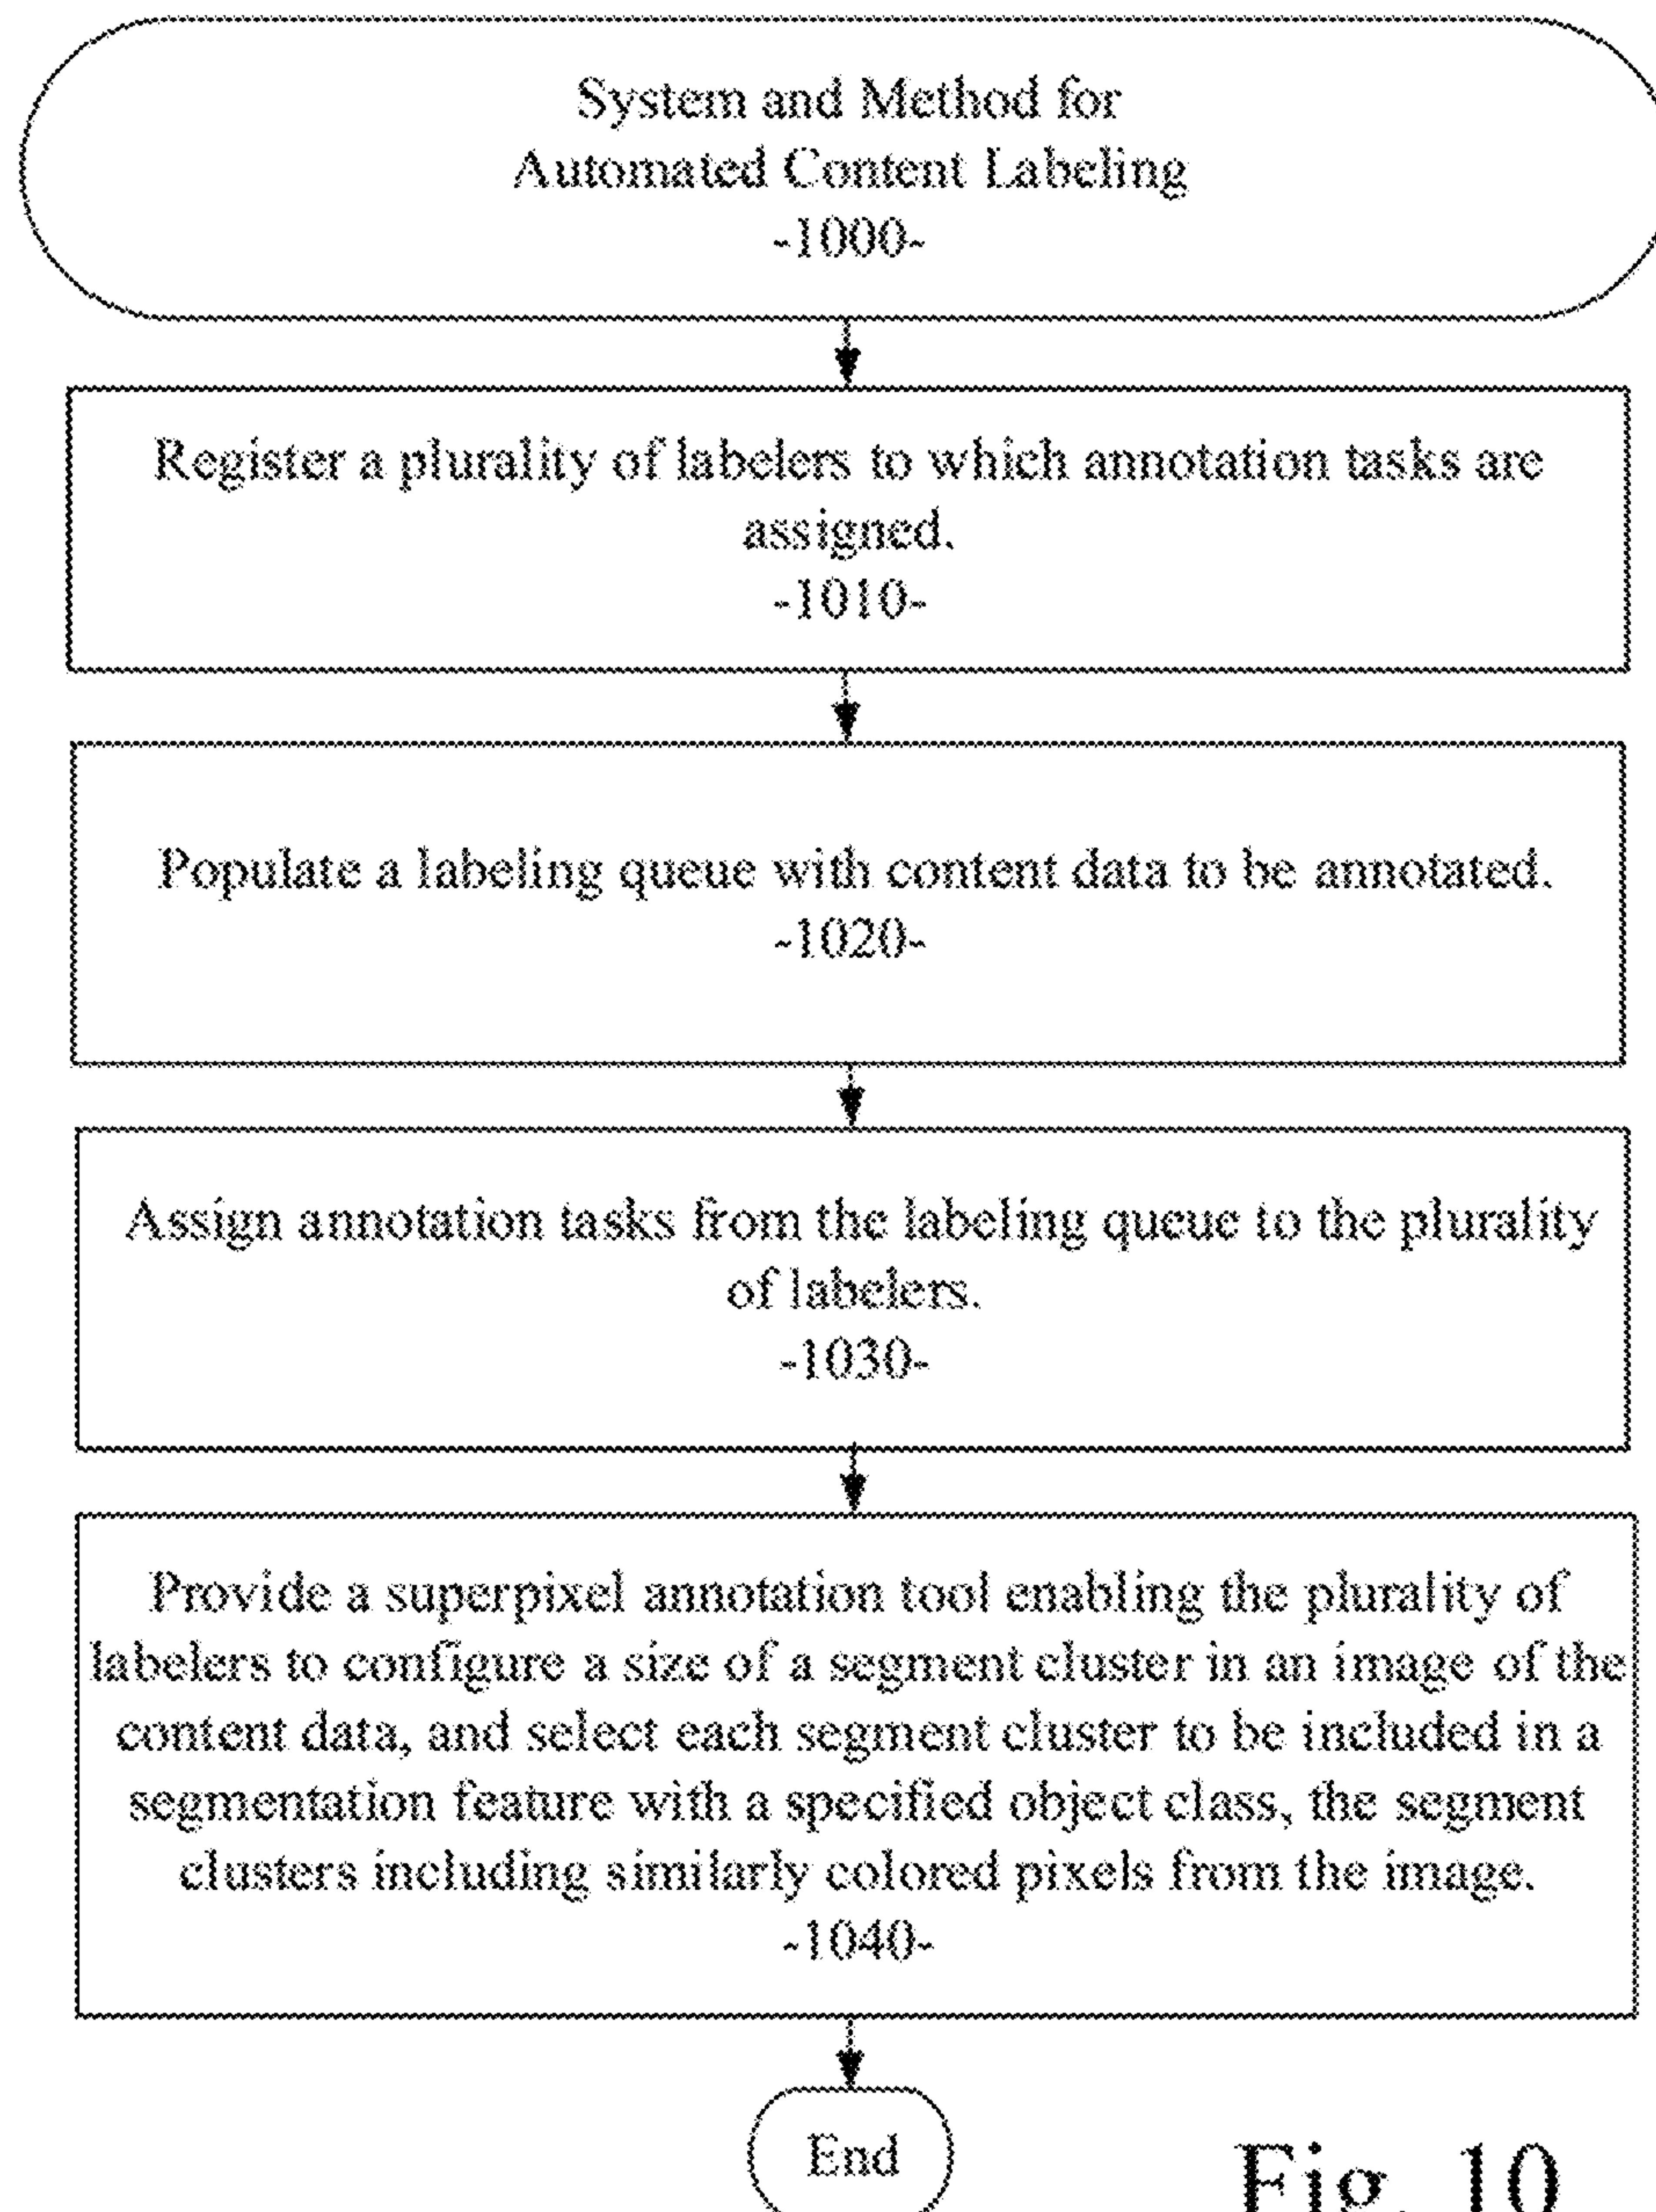 System and Method for
Automated Content Labeling
-1000-
Register a plurality of labelers to which annotation tasks are
assigned.
-1010-
Populate a labeling queue with content data to be annotated.
-1020-
Assign annotation tasks from the labeling queue to the plurality
of labelers.
-1030-
Provide a superpixel annotation tool enabling the plurality of
labelers to configure a size of a segment cluster in an image of the
content data, and select each segment cluster to be included in a
segmentation feature with a specified object class, the segment
clusters including similarly colored pixels from the image.
-1040-
End
Fig. 10